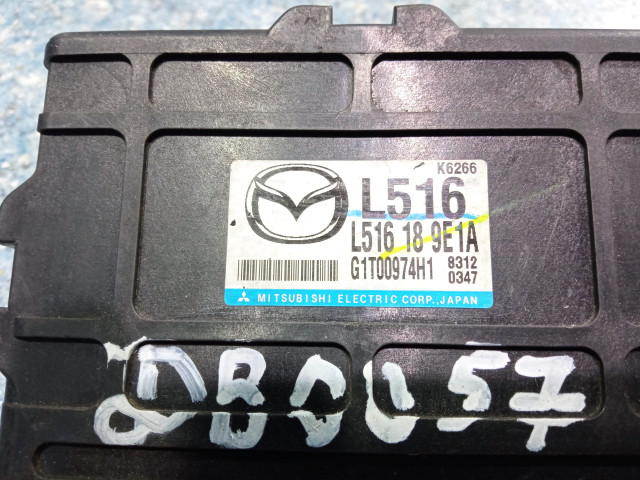 K6266
L516
L516 18 9E1A
G1T00974H1 8312
0347
MITSUBISHI ELECTRIC CORP., JAPAN